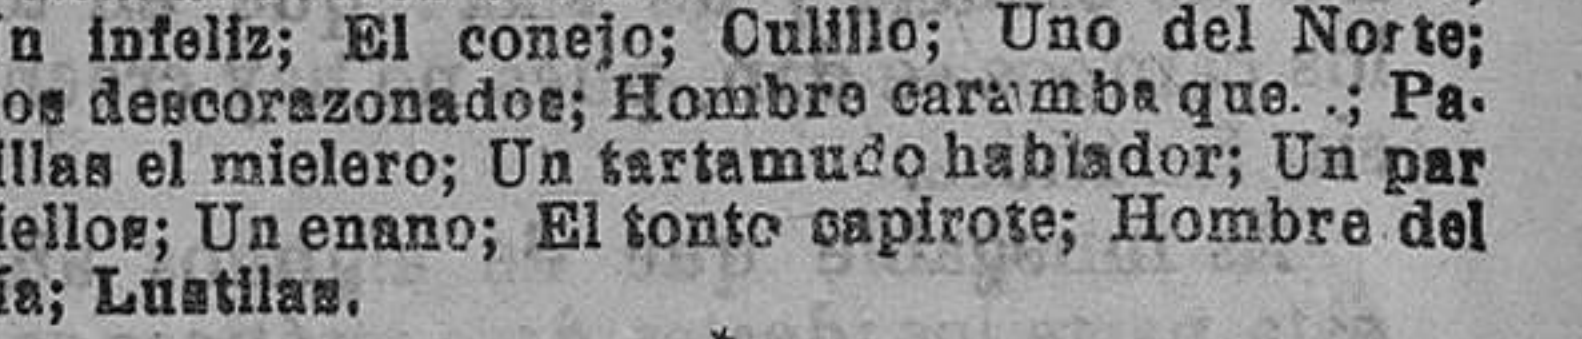 n infeliz; El conejo; Culillo; Uno del Norte;
os descorazonados; Hombre caramba que. .; Pa-
illas el mielero; Un tartamudo hablador; Un par
iellos; Un enano; El tonto capirote; Hombre del
ía; Lustilas.
*